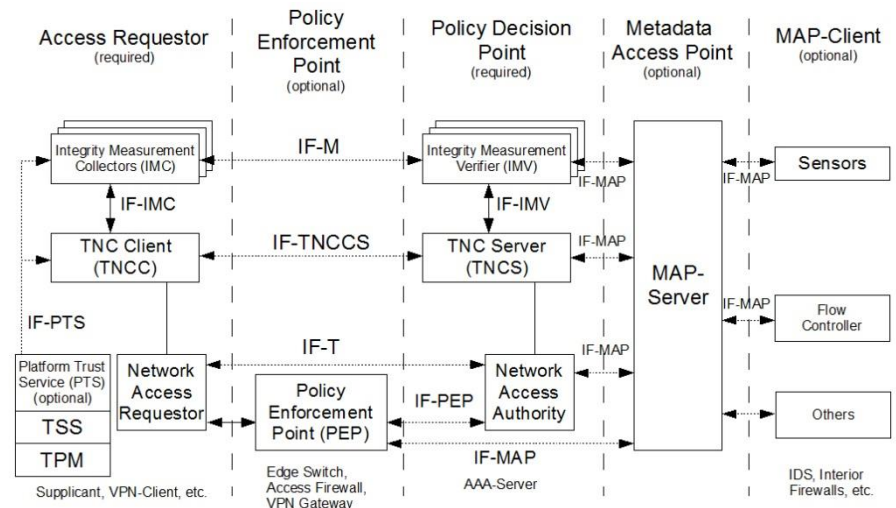 Access Requestor
(required)
Policy
Enforcement
Point
(optional)
Policy Decision
Point
(required)
Metadata
Access Point
(optional)
MAP-Client
(optional)
Integrity Measurement
Collectors (IMC)
IF-M
Integrity Measurement
Verifier (IMV)
IF-MAP
IF-MAP
Sensors
IF-IMC
IF-IMV
TNC Client
(TNCC)
IF-TNCCS
TNC Server
(TNCS)
IF-MAP
MAP-
Server
IF-PTS
IF-MAP
Flow
Controller
IF-T
IF-MAP
Platform Trust
Service (PTS)
(optional)
TSS
TPM
Network
Access
Requestor
Policy
Enforcement
Point (PEP)
IF-PEP
Network
Access
Authority
Others
IF-MAP
Supplicant, VPN-Client, etc.
Edge Switch,
Access Firewall,
VPN Gateway
AAA-Server
IDS, Interior
Firewalls, etc.